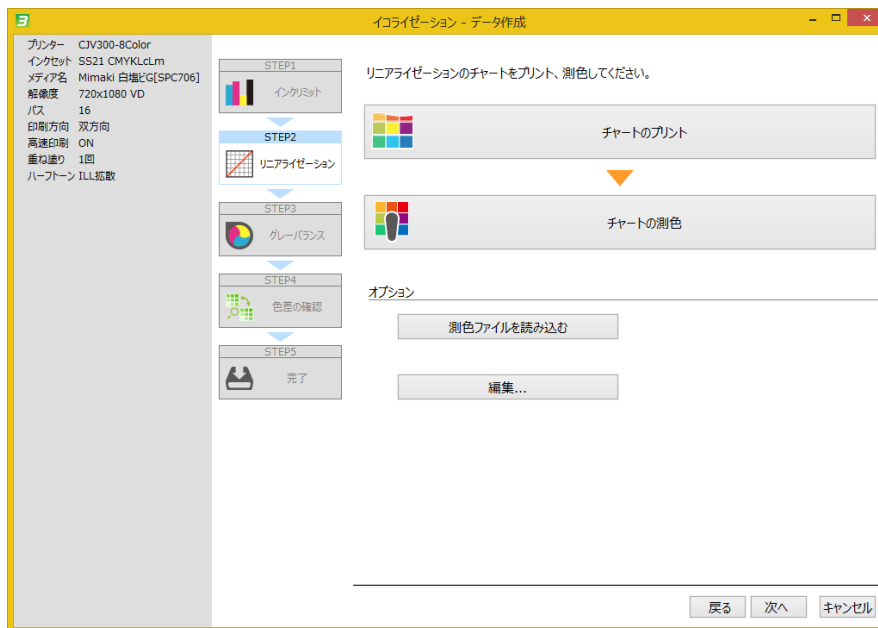 イコライゼーション - データ作成
プリンター CJV300-8Color
インクセット SS21 CMYKLcLm
メディア名 Mimaki 白塩ビG[SPC706]
解像度 720x1080 VD
パス 16
印刷方向 双方向
高速印刷 ON
重ね塗り 1回
ハーフトーン ILL拡散
STEP1
インクリミット
STEP2
リニアライゼーション
STEP3
グレーバランス
STEP4
色差の確認
STEP5
完了
リニアライゼーションのチャートをプリント、測色してください。
チャートのプリント
チャートの測色
オプション
測色ファイルを読み込む
編集...
戻る 次へ キャンセル